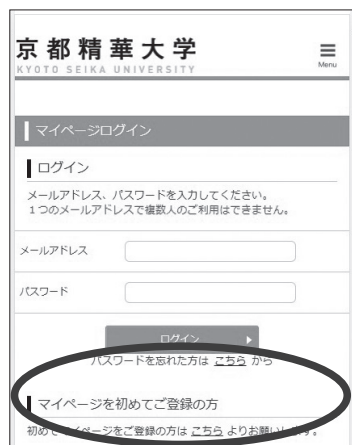 京都精華大学
KYOTO SEIKA UNIVERSITY
Menu
マイページログイン
ログイン
メールアドレス、パスワードを入力してください。
1つのメールアドレスで複数人のご利用はできません。
メールアドレス
パスワード
ログイン
パスワードを忘れた方は こちら から
マイページを初めてご登録の方
初めてマイページをご登録の方は こちら よりお願いします。